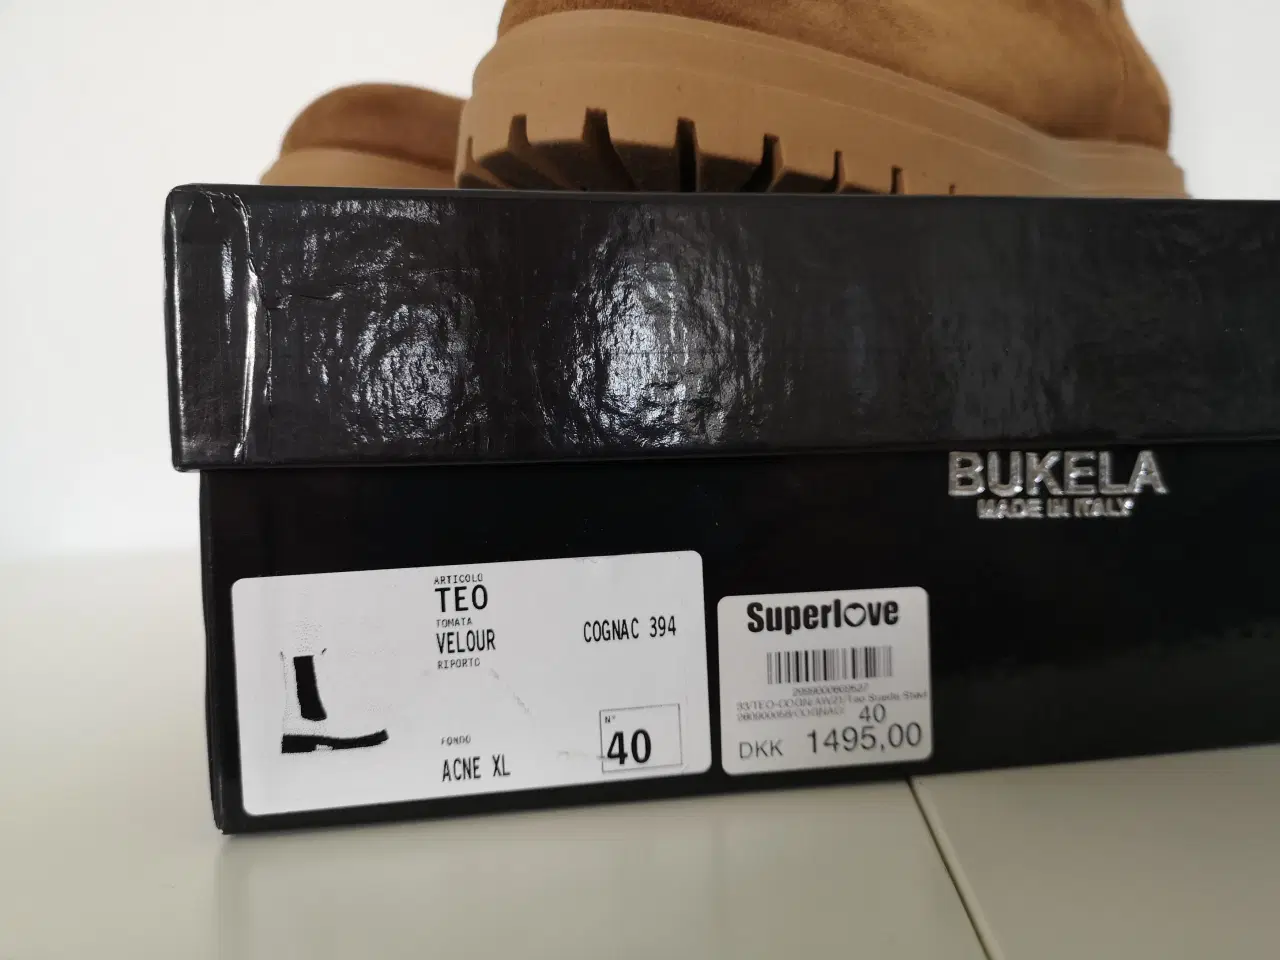 BUKELA
MADE IN ITALY
ARTICOLO
TEO
TOMATA
VELOUR
RIPORTO
COGNAC 394
FONDO
ACNE XL
N°
40
Superlove
40
DKK 1495,00